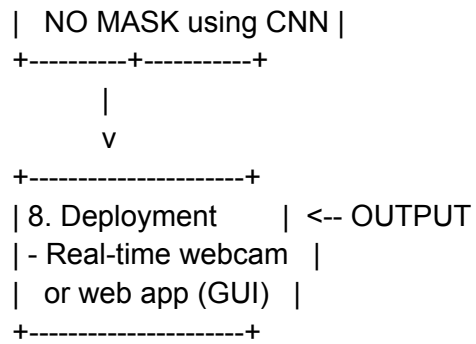 |   NO MASK using CNN |
+----------+-----------+
|
v
+----------------------+
| 8. Deployment        |  <-- OUTPUT
| - Real-time webcam   |
|   or web app (GUI)   |
+----------------------+